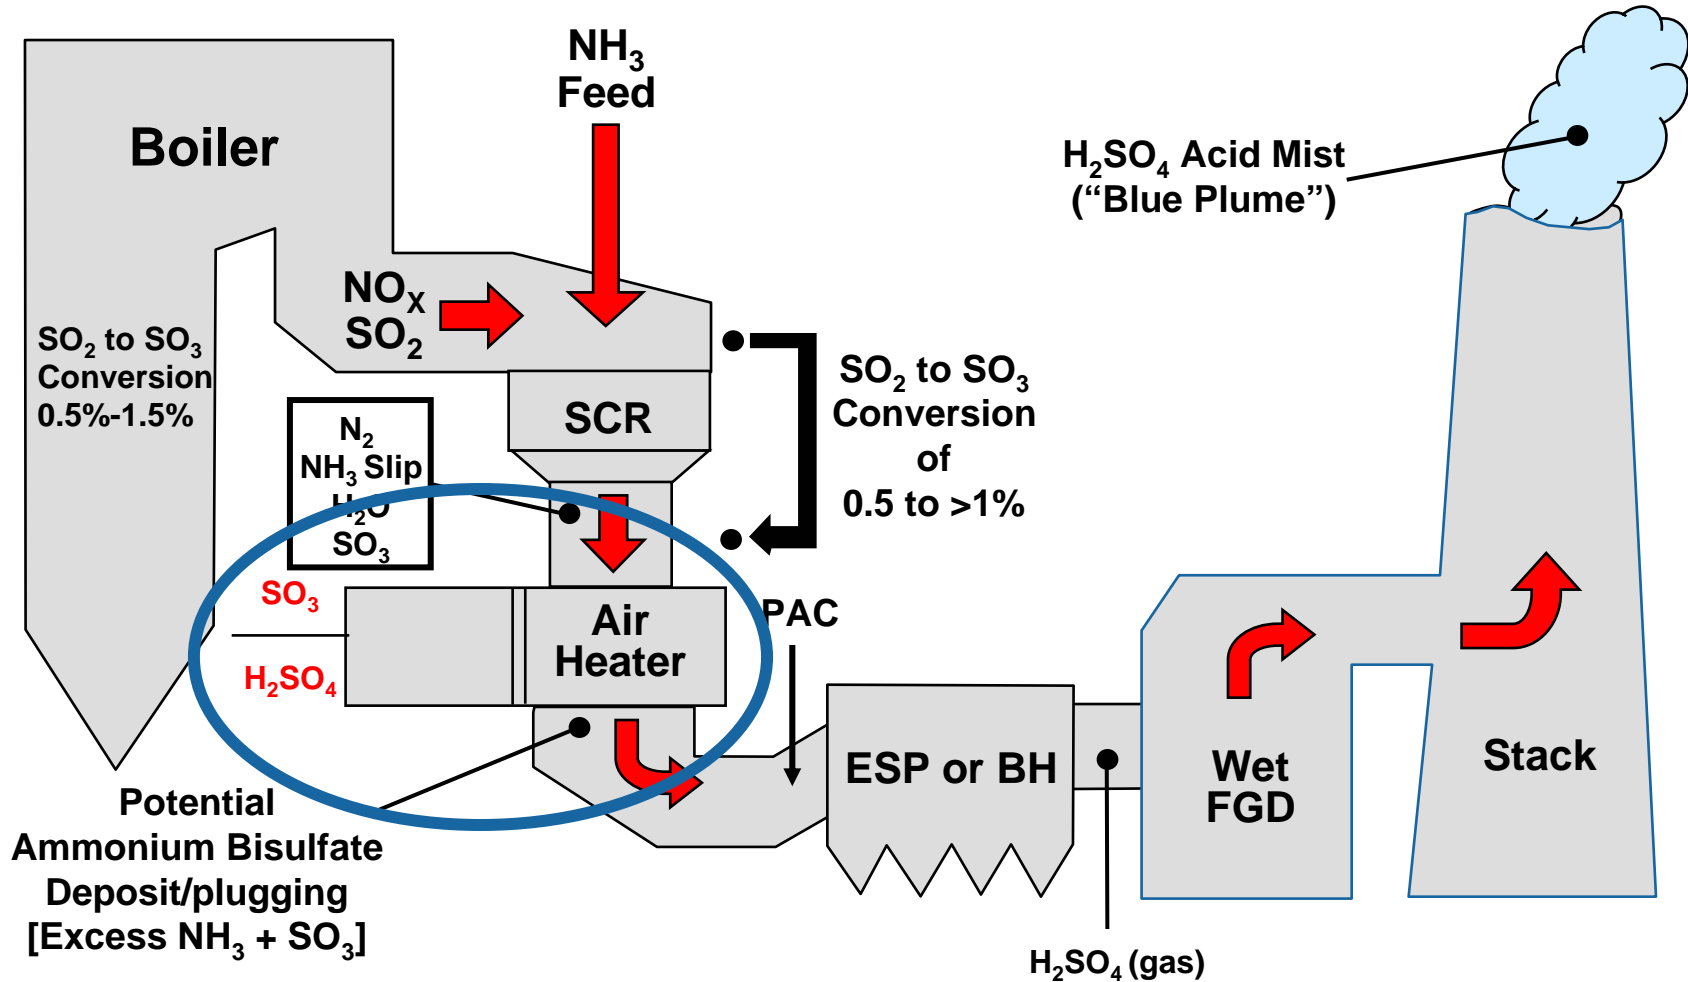 NH₃
Feed
Boiler
H₂SO₄ Acid Mist
(“Blue Plume”)
NOₓ
SO₂
SO₂ to SO₃
Conversion
0.5%-1.5%
SO₂ to SO₃
Conversion
of
0.5 to >1%
SCR
N₂
NH₃ Slip
H₂O
SO₃
SO₃
H₂SO₄
Air
Heater
PAC
ESP or BH
Wet
FGD
Stack
Potential
Ammonium Bisulfate
Deposit/plugging
[Excess NH₃ + SO₃]
H₂SO₄ (gas)